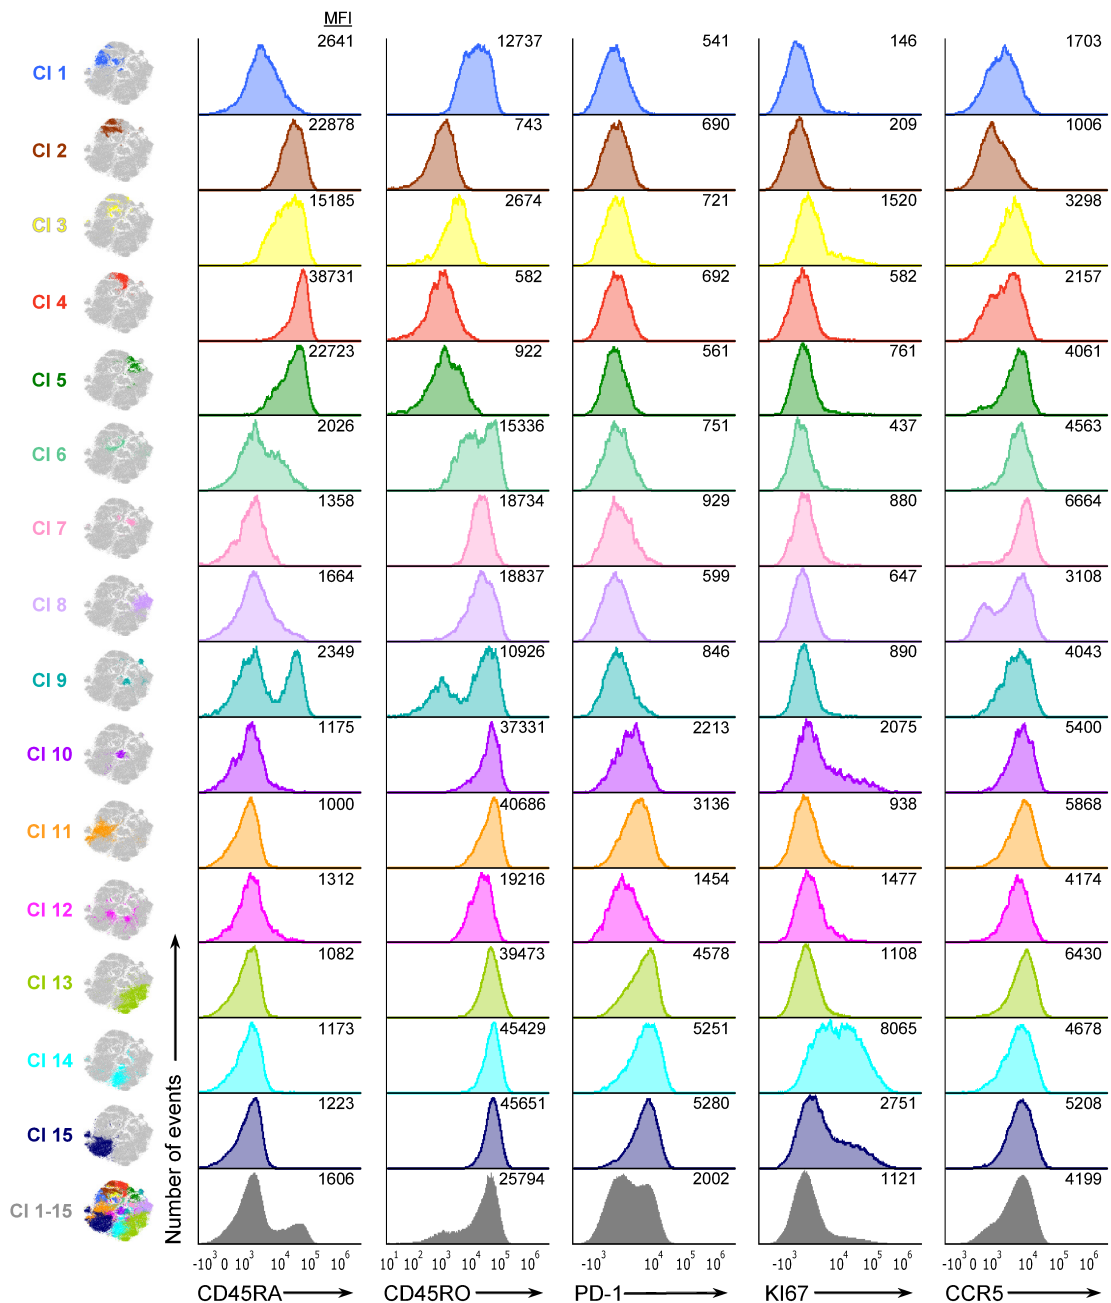 MFI
Cl 1 2641 12737 541 146 1703
Cl 2 22878 743 690 209 1006
Cl 3 15185 2674 721 1520 3298
Cl 4 38731 582 692 582 2157
Cl 5 22723 922 561 761 4061
Cl 6 2026 15336 751 437 4563
Cl 7 1358 18734 929 880 6664
Cl 8 1664 18837 599 647 3108
Cl 9 2349 10926 846 890 4043
Cl 10 1175 37331 2213 2075 5400
Cl 11 1000 40686 3136 938 5868
Cl 12 1312 19216 1454 1477 4174
Cl 13 1082 39473 4578 1108 6430
Cl 14 1173 45429 5251 8065 4678
Cl 15 1223 45651 5280 2751 5208
Cl 1-15 1606 25794 2002 1121 4199
Number of events
-10³ 0 10³ 10⁴ 10⁵ 10⁶ 10¹ 10² 10³ 10⁴ 10⁵ 10⁶ -10³ 0 10³ 10⁴ 10⁵ 10⁶ -10³ 0 10³ 10⁴ 10⁵ 10⁶ -10³ 0 10³ 10⁴ 10⁵ 10⁶
CD45RA CD45RO PD-1 KI67 CCR5